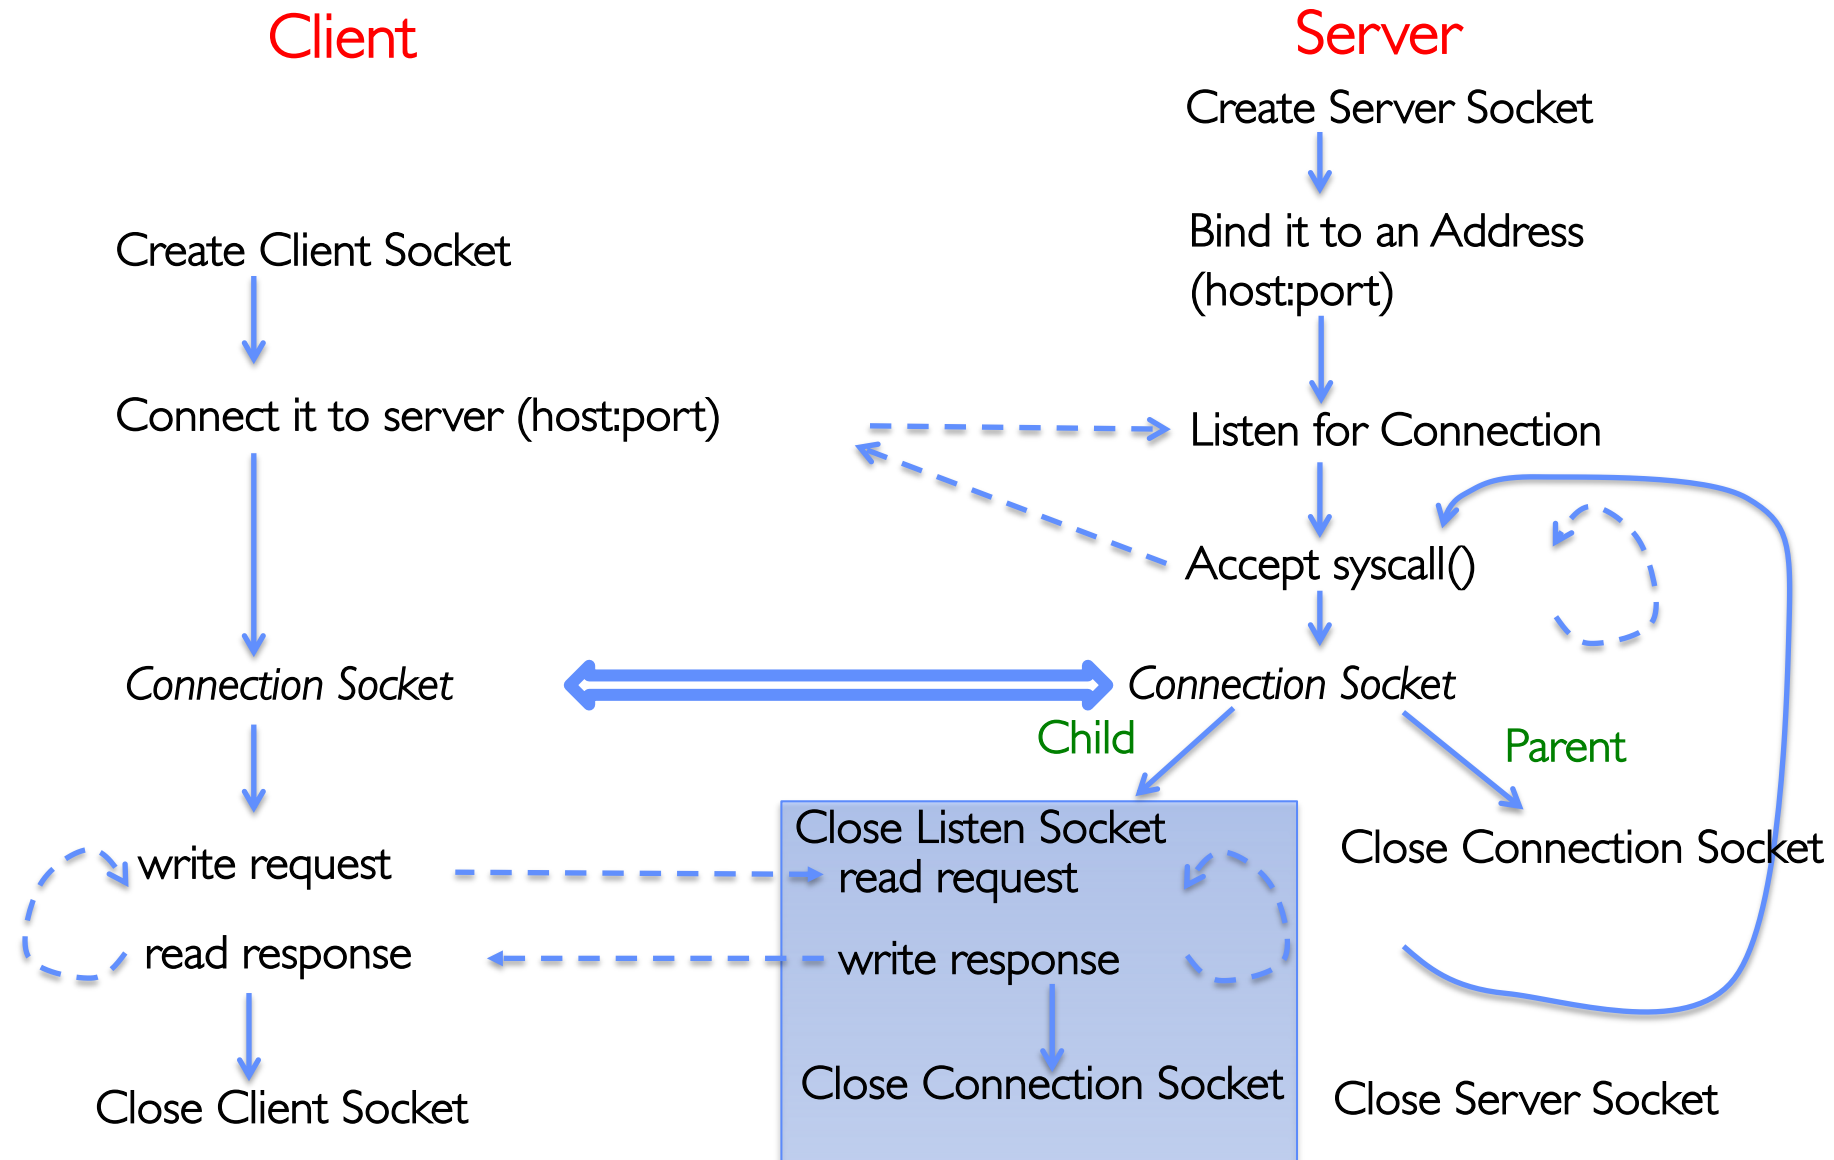 Client
Server
Create Server Socket
Bind it to an Address
(host:port)
Create Client Socket
Connect it to server (host:port)
Listen for Connection
Accept syscall()
Connection Socket
Connection Socket
Child
Parent
Close Listen Socket
write request
read request
Close Connection Socket
read response
write response
Close Connection Socket
Close Client Socket
Close Server Socket